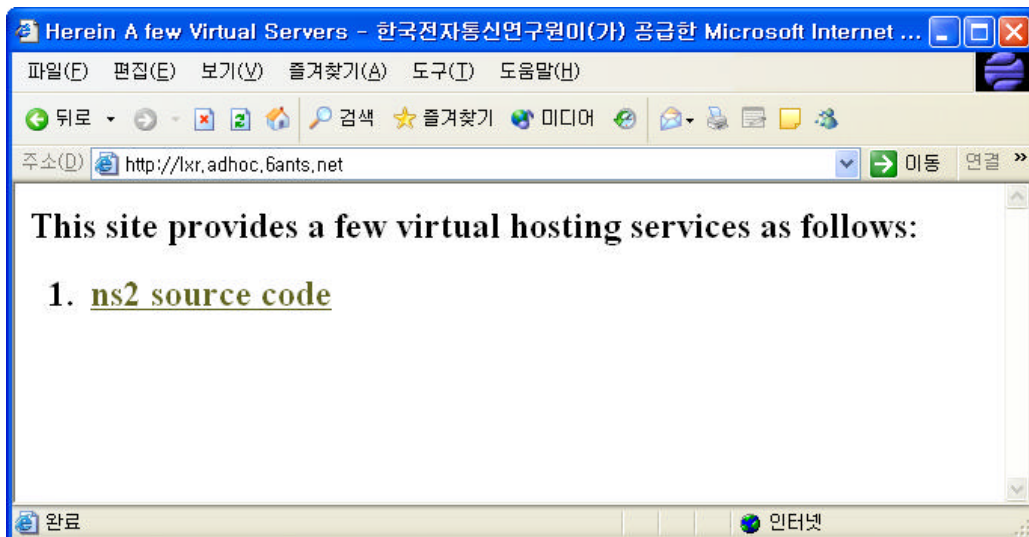 Herein A few Virtual Servers - 한국전자통신연구원이(가) 공급한 Microsoft Internet ...
파일(F) 편집(E) 보기(V) 즐겨찾기(A) 도구(T) 도움말(H)
뒤로 검색 즐겨찾기 미디어
주소(D) http://lxr.adhoc.6ants.net 이동 연결 »
This site provides a few virtual hosting services as follows:
1. ns2 source code
완료 인터넷